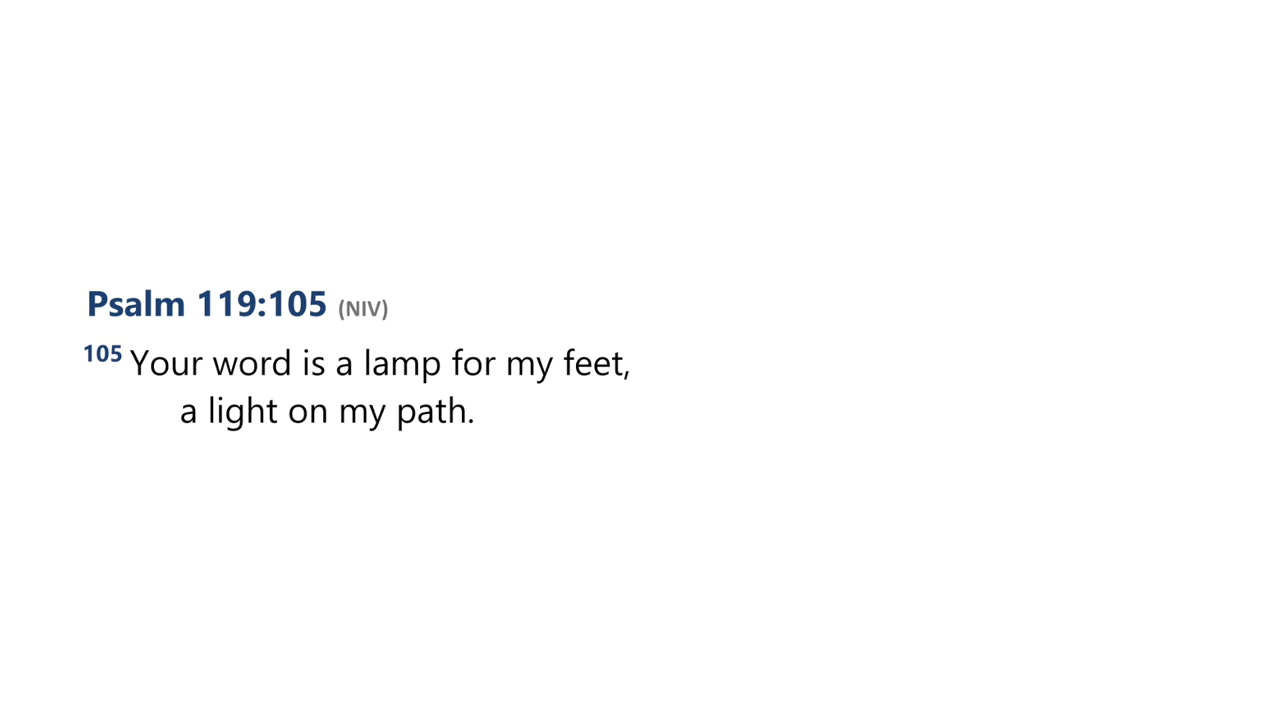 Psalm 119:105 (NIV)
105 Your word is a lamp for my feet,
a light on my path.